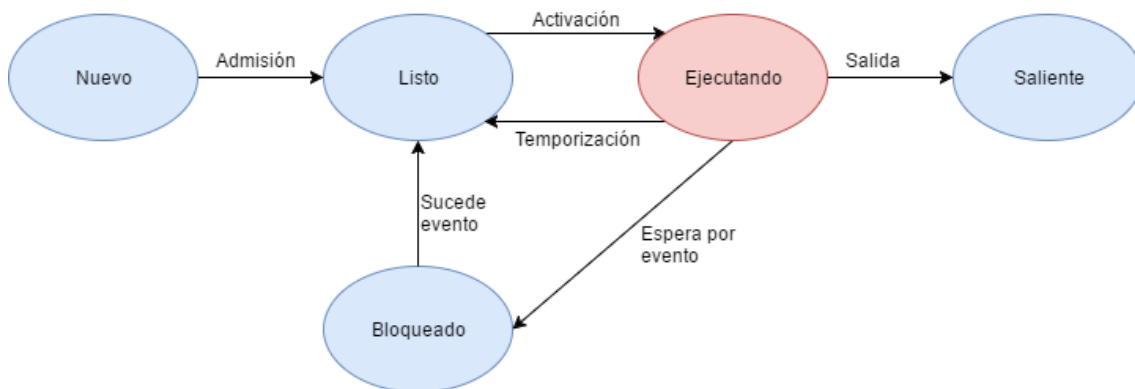 Activación
Admisión
Salida
Nuevo
Listo
Ejecutando
Saliente
Temporización
Sucede
evento
Espera por
evento
Bloqueado